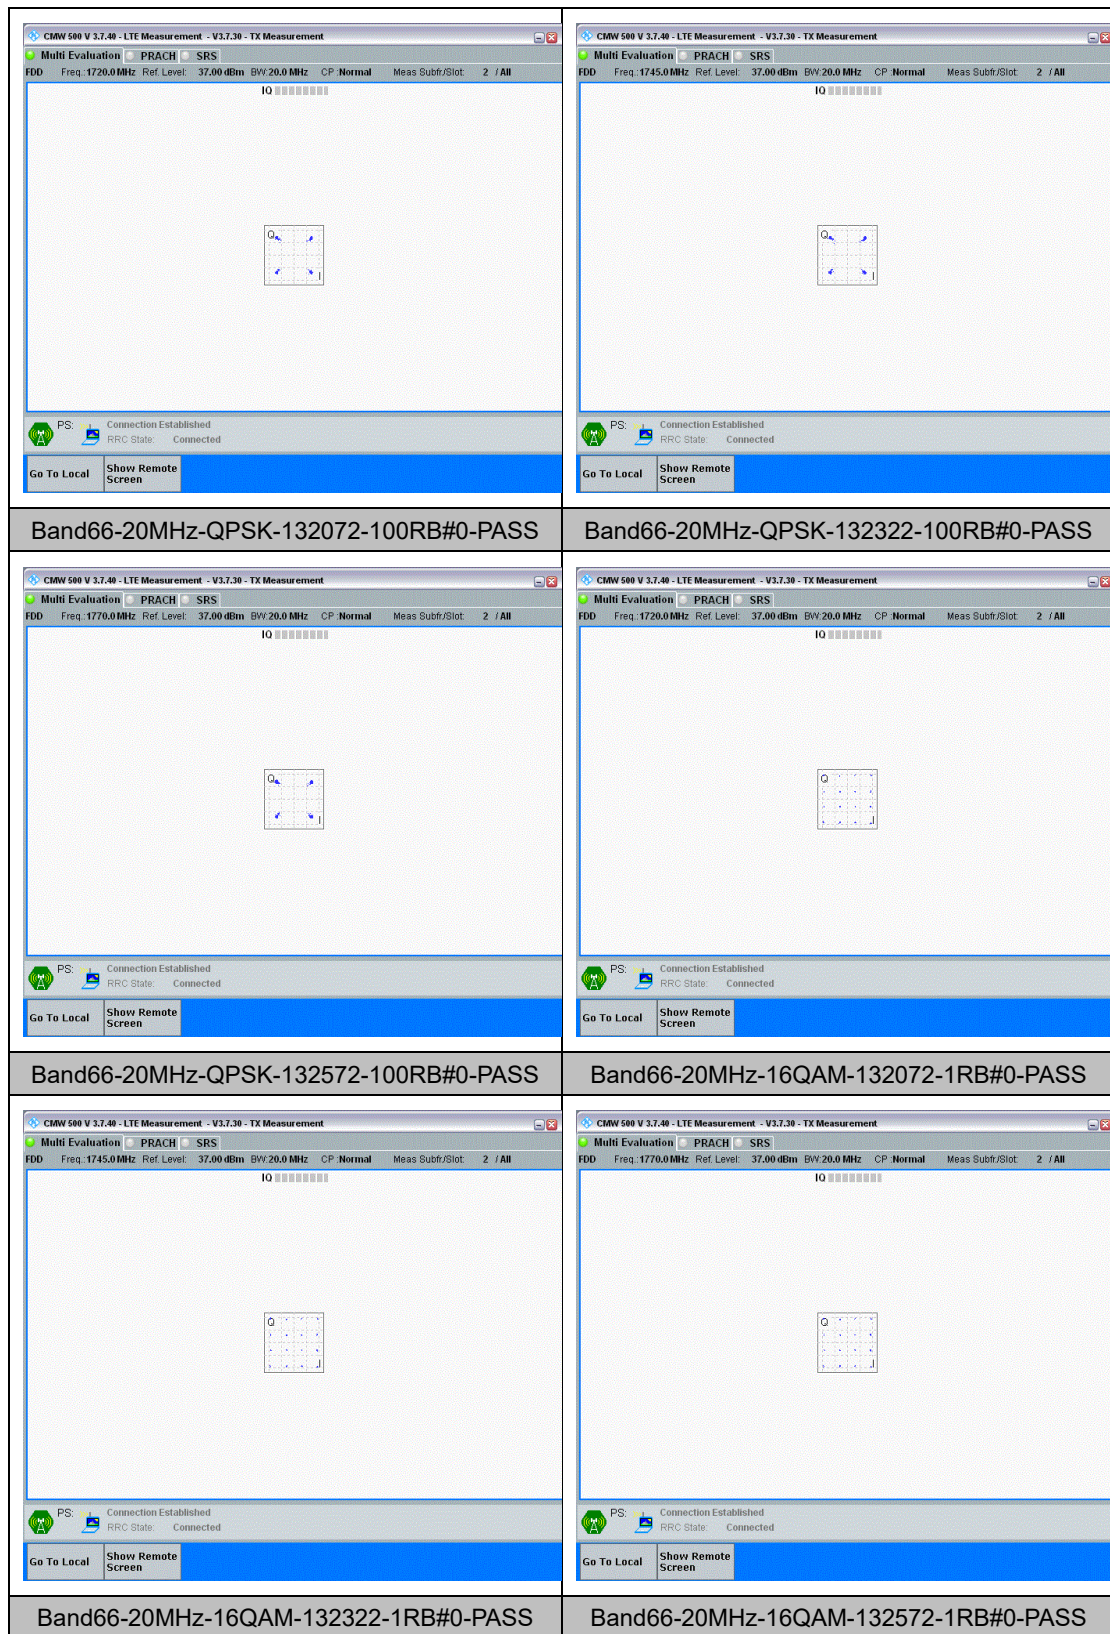 CMW 500 V 3.7.40 - LTE Measurement - V3.7.30 - TX Measurement
Multi Evaluation PRACH SRS
FDD Freq.:1720.0 MHz Ref. Level: 37.00 dBm BW:20.0 MHz CP :Normal Meas Subfr./Slot: 2 / All
IQ
Q
I
PS: Connection Established
RRC State: Connected
Go To Local Show Remote
Screen
CMW 500 V 3.7.40 - LTE Measurement - V3.7.30 - TX Measurement
Multi Evaluation PRACH SRS
FDD Freq.:1745.0 MHz Ref. Level: 37.00 dBm BW:20.0 MHz CP :Normal Meas Subfr./Slot: 2 / All
IQ
Q
I
PS: Connection Established
RRC State: Connected
Go To Local Show Remote
Screen
Band66-20MHz-QPSK-132072-100RB#0-PASS
Band66-20MHz-QPSK-132322-100RB#0-PASS
CMW 500 V 3.7.40 - LTE Measurement - V3.7.30 - TX Measurement
Multi Evaluation PRACH SRS
FDD Freq.:1770.0 MHz Ref. Level: 37.00 dBm BW:20.0 MHz CP :Normal Meas Subfr./Slot: 2 / All
IQ
Q
I
PS: Connection Established
RRC State: Connected
Go To Local Show Remote
Screen
CMW 500 V 3.7.40 - LTE Measurement - V3.7.30 - TX Measurement
Multi Evaluation PRACH SRS
FDD Freq.:1720.0 MHz Ref. Level: 37.00 dBm BW:20.0 MHz CP :Normal Meas Subfr./Slot: 2 / All
IQ
Q
I
PS: Connection Established
RRC State: Connected
Go To Local Show Remote
Screen
Band66-20MHz-QPSK-132572-100RB#0-PASS
Band66-20MHz-16QAM-132072-1RB#0-PASS
CMW 500 V 3.7.40 - LTE Measurement - V3.7.30 - TX Measurement
Multi Evaluation PRACH SRS
FDD Freq.:1745.0 MHz Ref. Level: 37.00 dBm BW:20.0 MHz CP :Normal Meas Subfr./Slot: 2 / All
IQ
Q
I
PS: Connection Established
RRC State: Connected
Go To Local Show Remote
Screen
CMW 500 V 3.7.40 - LTE Measurement - V3.7.30 - TX Measurement
Multi Evaluation PRACH SRS
FDD Freq.:1770.0 MHz Ref. Level: 37.00 dBm BW:20.0 MHz CP :Normal Meas Subfr./Slot: 2 / All
IQ
Q
I
PS: Connection Established
RRC State: Connected
Go To Local Show Remote
Screen
Band66-20MHz-16QAM-132322-1RB#0-PASS
Band66-20MHz-16QAM-132572-1RB#0-PASS